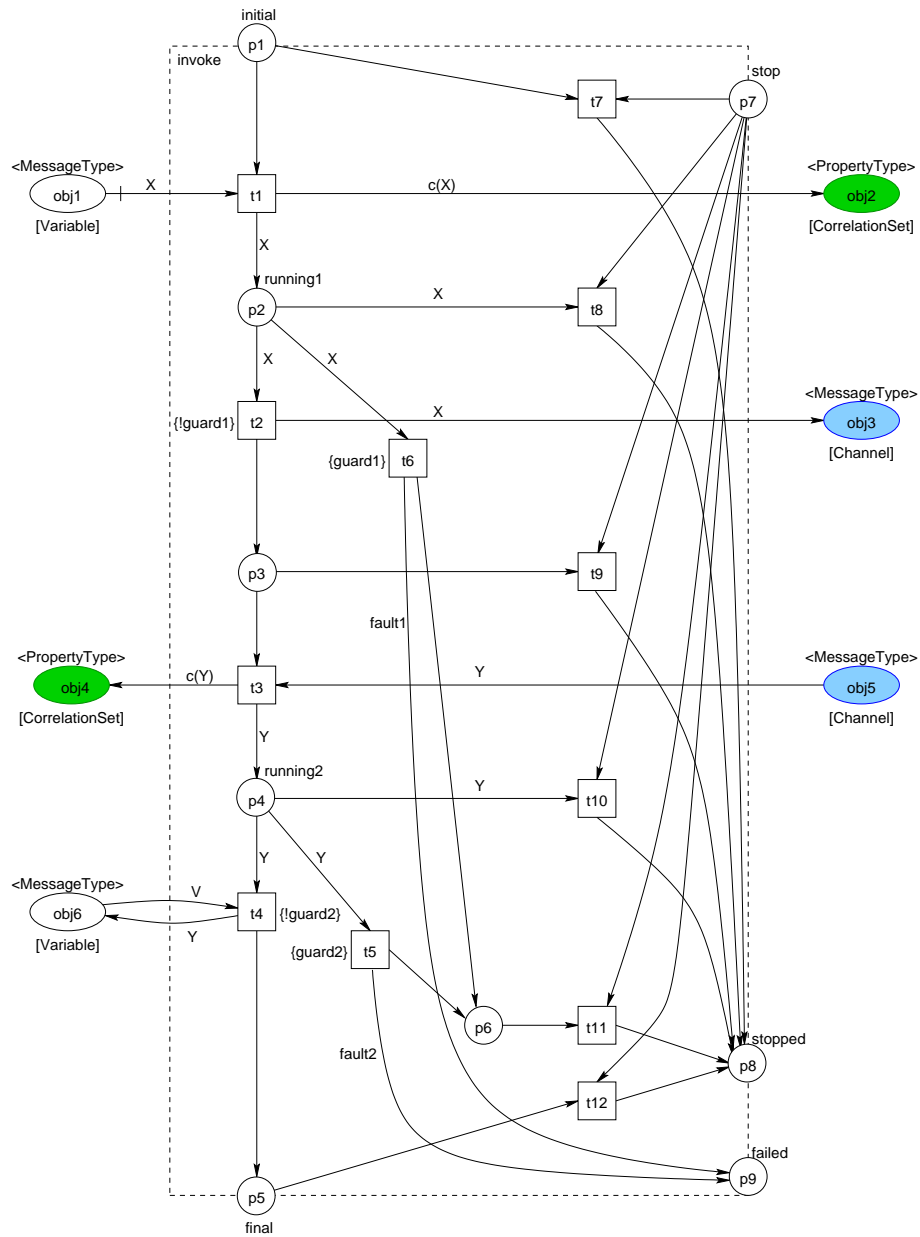 initial
p1
invoke
stop
t7
p7
<MessageType>
<PropertyType>
X
c(X)
obj1
t1
obj2
[Variable]
[CorrelationSet]
X
running1
X
p2
t8
X
X
<MessageType>
X
{!guard1}
t2
obj3
[Channel]
{guard1}
t6
p3
t9
fault1
<PropertyType>
<MessageType>
c(Y)
Y
obj4
t3
obj5
[CorrelationSet]
[Channel]
Y
running2
Y
p4
t10
Y
Y
<MessageType>
V
obj6
t4
{!guard2}
Y
[Variable]
{guard2}
t5
p6
t11
stopped
fault2
p8
t12
failed
p9
p5
final